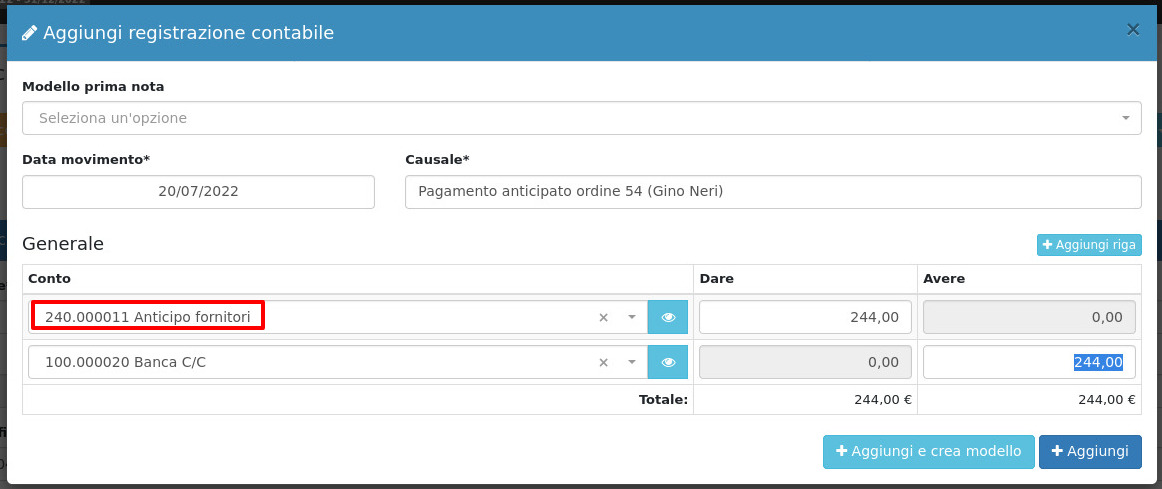 Aggiungi registrazione contabile ×
Modello prima nota
Seleziona un'opzione
Data movimento* Causale*
20/07/2022 Pagamento anticipato ordine 54 (Gino Neri)
Generale + Aggiungi riga
Conto Dare Avere
240.000011 Anticipo fornitori × 244,00 0,00
100.000020 Banca C/C × 0,00 244,00
Totale: 244,00 € 244,00 €
+ Aggiungi e crea modello + Aggiungi